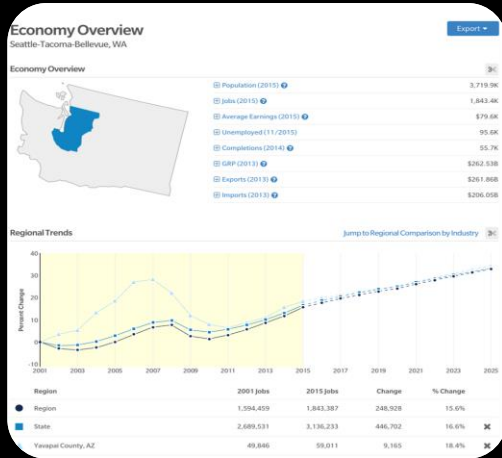 Economy Overview
Export
Seattle-Tacoma-Bellevue, WA
Economy Overview
Population (2015) 3,719.9K
Jobs (2015) 1,843.4K
Average Earnings (2015) $79.6K
Unemployed (11/2015) 95.6K
Completions (2014) 55.7K
GRP (2013) $262.53B
Exports (2013) $261.86B
Imports (2013) $206.05B
Regional Trends Jump to Regional Comparison by Industry
Percent Change
40
30
20
10
0
-10
2001 2003 2005 2007 2009 2011 2013 2015 2017 2019 2021 2023 2025
Region 2001 Jobs 2015 Jobs Change % Change
Region 1,594,459 1,843,387 248,928 15.6%
State 2,689,531 3,136,233 446,702 16.6%
Yavapai County, AZ 49,846 59,011 9,165 18.4%